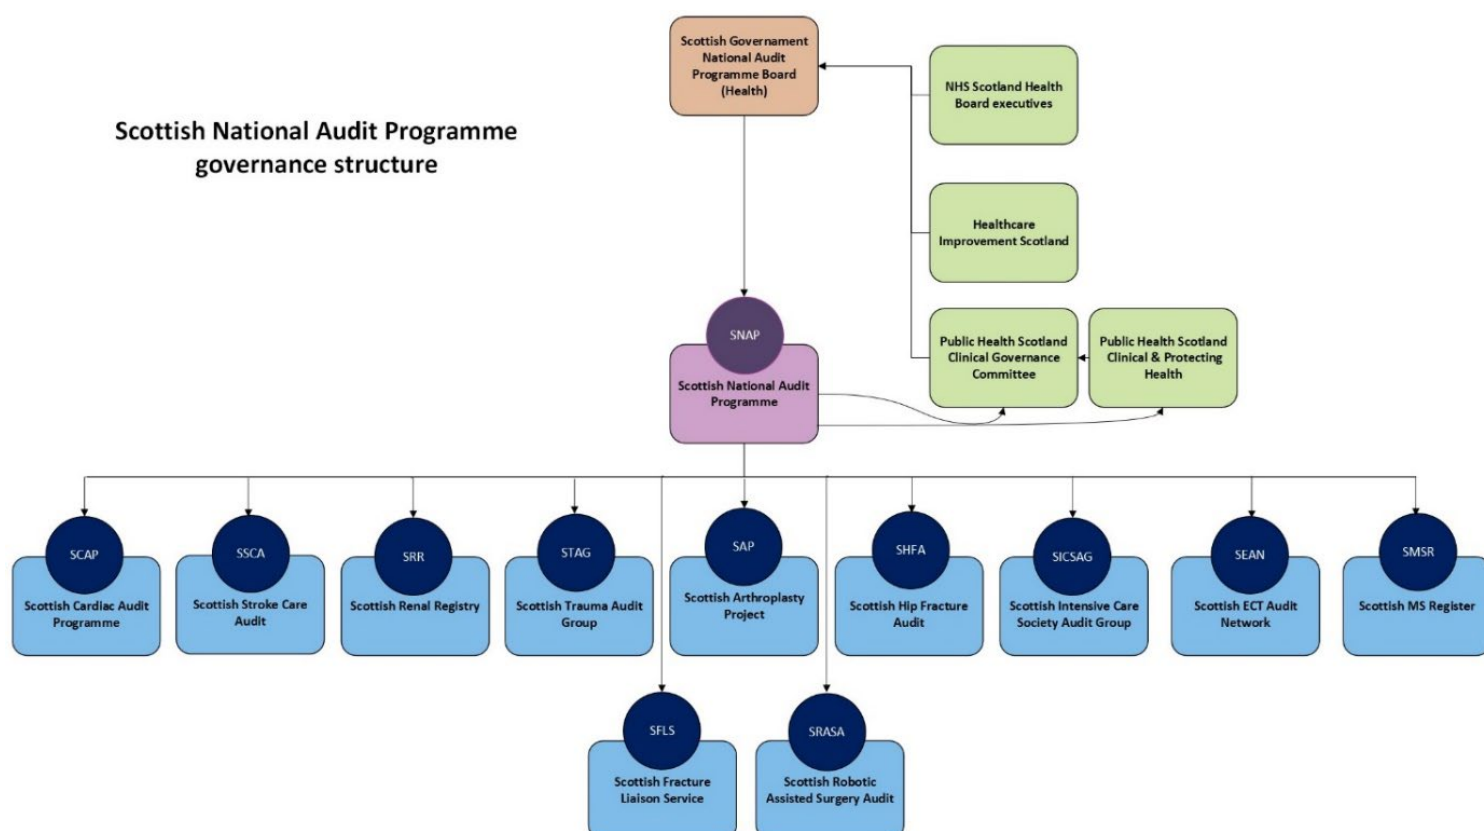 Scottish National Audit Programme
governance structure
Scottish Governament
National Audit
Programme Board
(Health)
NHS Scotland Health
Board executives
Healthcare
Improvement Scotland
Public Health Scotland
Clinical Governance
Committee
Public Health Scotland
Clinical & Protecting
Health
SNAP
Scottish National Audit
Programme
SCAP
Scottish Cardiac Audit
Programme
SSCA
Scottish Stroke Care
Audit
SRR
Scottish Renal Registry
STAG
Scottish Trauma Audit
Group
SAP
Scottish Arthroplasty
Project
SHFA
Scottish Hip Fracture
Audit
SICSAG
Scottish Intensive Care
Society Audit Group
SEAN
Scottish ECT Audit
Network
SMSR
Scottish MS Register
SFLS
Scottish Fracture
Liaison Service
SRASA
Scottish Robotic
Assisted Surgery Audit